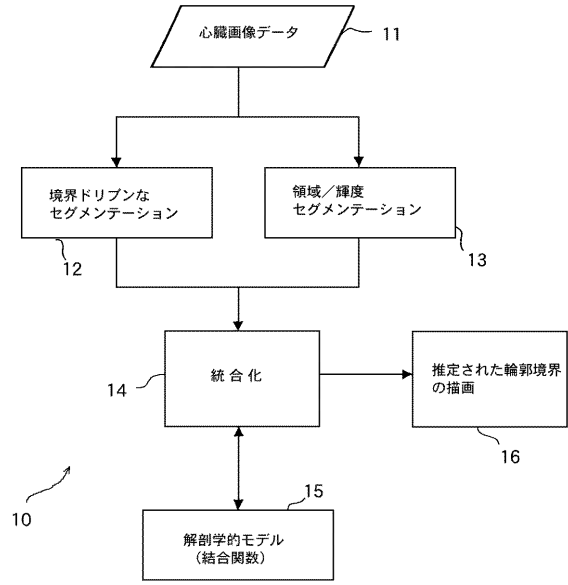 心臓画像データ
11
境界ドリブンな
セグメンテーション
12
領域／輝度
セグメンテーション
13
統合化
14
推定された輪郭境界
の描画
16
15
解剖学的モデル
（結合関数）
10